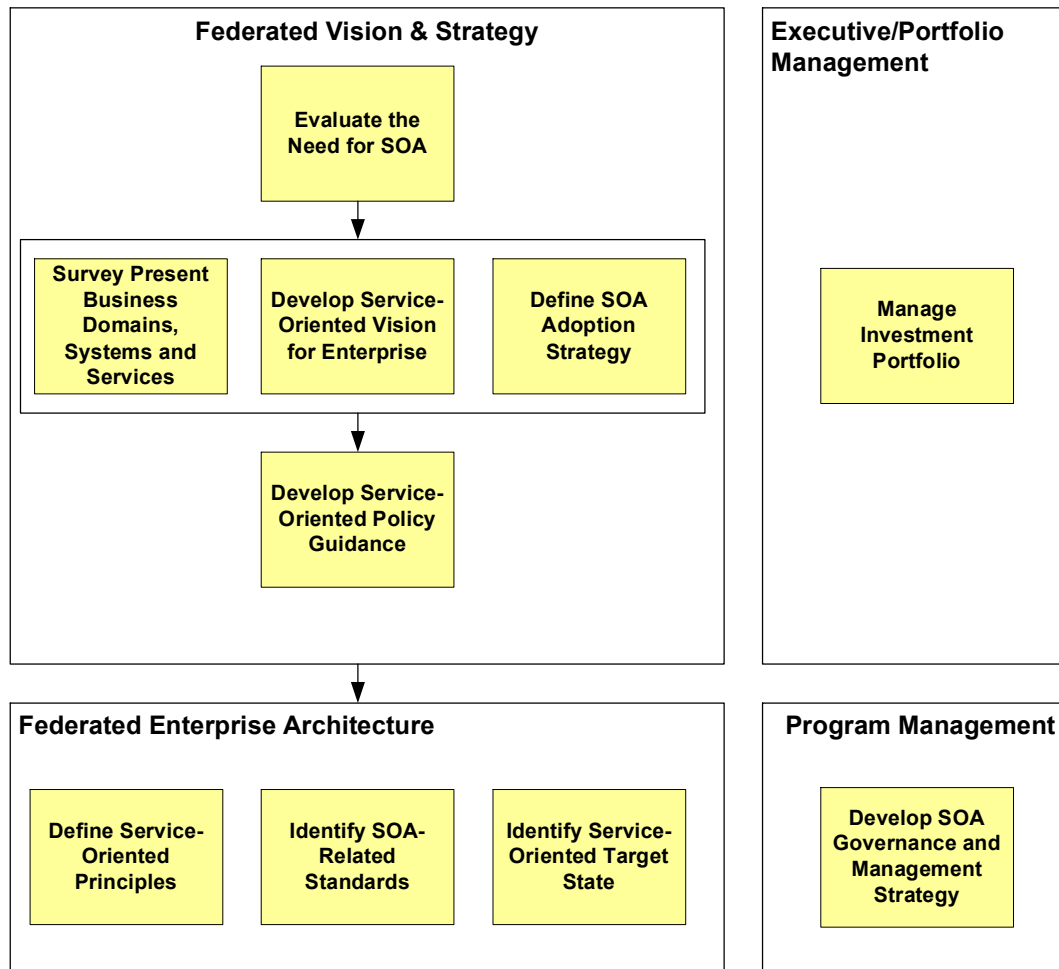 Federated Vision & Strategy
Evaluate the
Need for SOA
Survey Present
Business
Domains,
Systems and
Services
Develop Service-
Oriented Vision
for Enterprise
Define SOA
Adoption
Strategy
Develop Service-
Oriented Policy
Guidance
Executive/Portfolio
Management
Manage
Investment
Portfolio
Federated Enterprise Architecture
Define Service-
Oriented
Principles
Identify SOA-
Related
Standards
Identify Service-
Oriented Target
State
Program Management
Develop SOA
Governance and
Management
Strategy